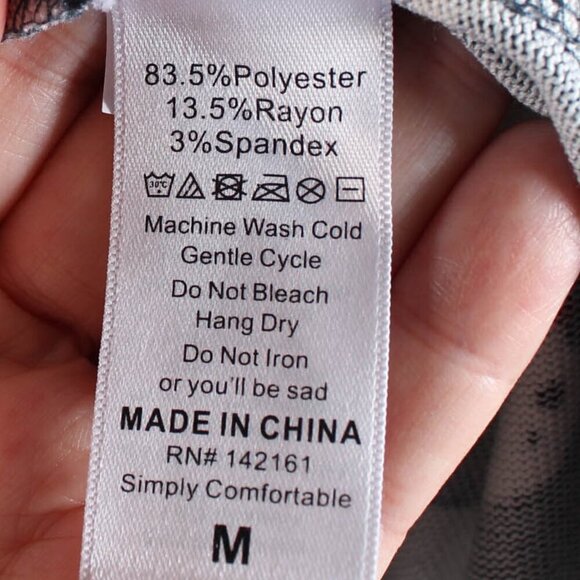 83.5%Polyester
13.5%Rayon
3%Spandex
30°C
Machine Wash Cold
Gentle Cycle
Do Not Bleach
Hang Dry
Do Not Iron
or you'll be sad
MADE IN CHINA
RN# 142161
Simply Comfortable
M